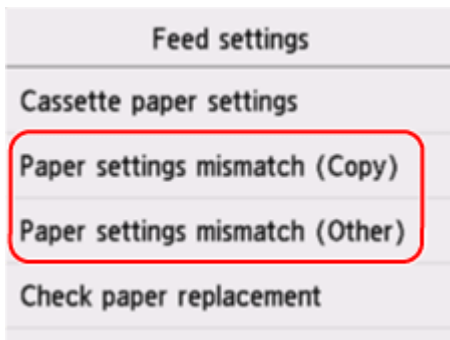 Feed settings
Cassette paper settings
Paper settings mismatch (Copy)
Paper settings mismatch (Other)
Check paper replacement